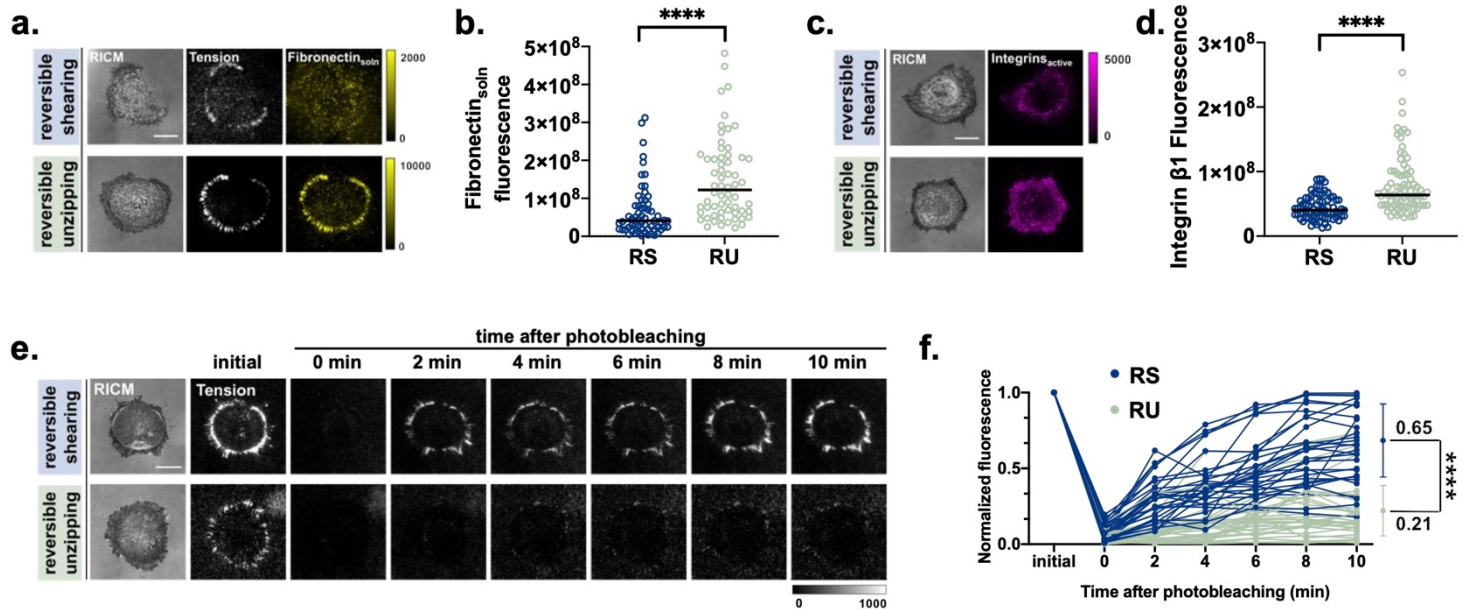 a.
RICM
Tension
Fibronectinsoln
reversible
shearing
2000
0
reversible
unzipping
10000
0
b.
****
Fibronectinsoln
fluorescence
5×10⁸
4×10⁸
3×10⁸
2×10⁸
1×10⁸
0
RS
RU
c.
RICM
Integrinsactive
reversible
shearing
5000
0
reversible
unzipping
d.
****
Integrin β1 Fluorescence
3×10⁸
2×10⁸
1×10⁸
0
RS
RU
e.
time after photobleaching
initial
0 min
2 min
4 min
6 min
8 min
10 min
RICM
Tension
reversible
shearing
reversible
unzipping
0
1000
f.
RS
RU
Normalized fluorescence
1.0
0.5
0.0
0.65
****
0.21
initial
0
2
4
6
8
10
Time after photobleaching (min)